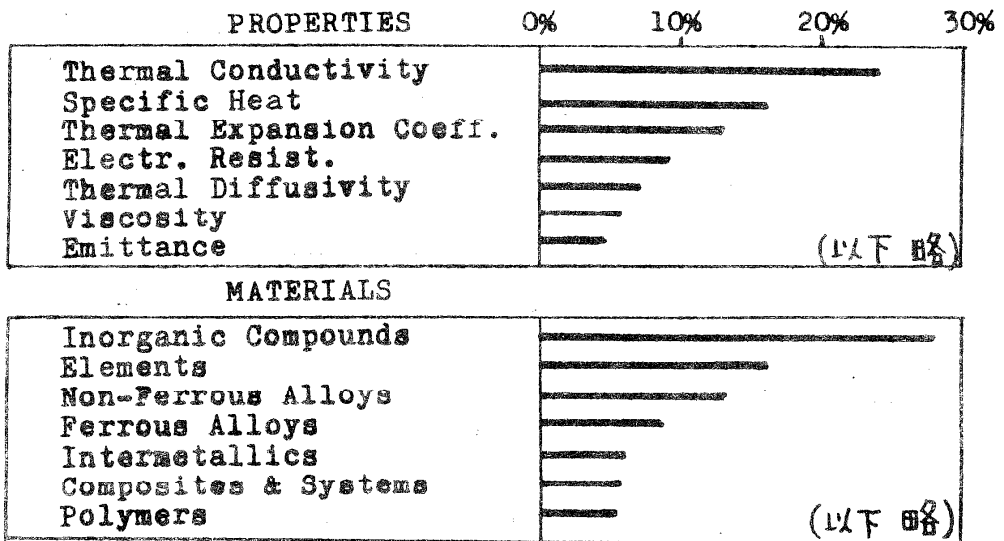 PROPERTIES 0% 10% 20% 30%
Thermal Conductivity
Specific Heat
Thermal Expansion Coeff.
Electr. Resist.
Thermal Diffusivity
Viscosity
Emittance
(以下 略)
MATERIALS
Inorganic Compounds
Elements
Non-Ferrous Alloys
Ferrous Alloys
Intermetallics
Composites & Systems
Polymers
(以下 略)